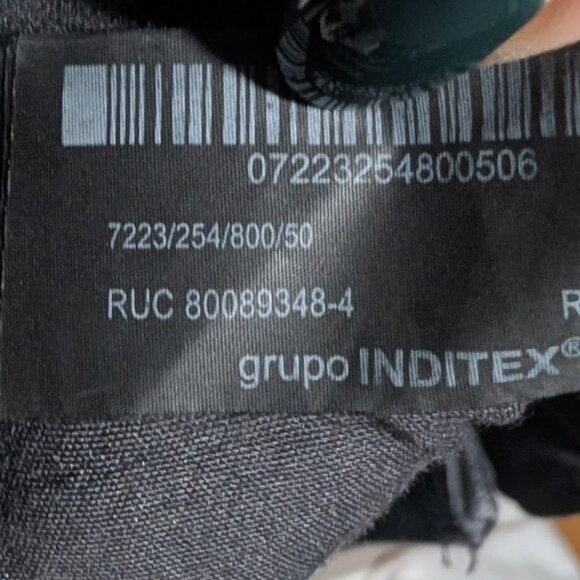 07223254800506
7223/254/800/50
RUC 80089348-4
R
grupo INDITEX®